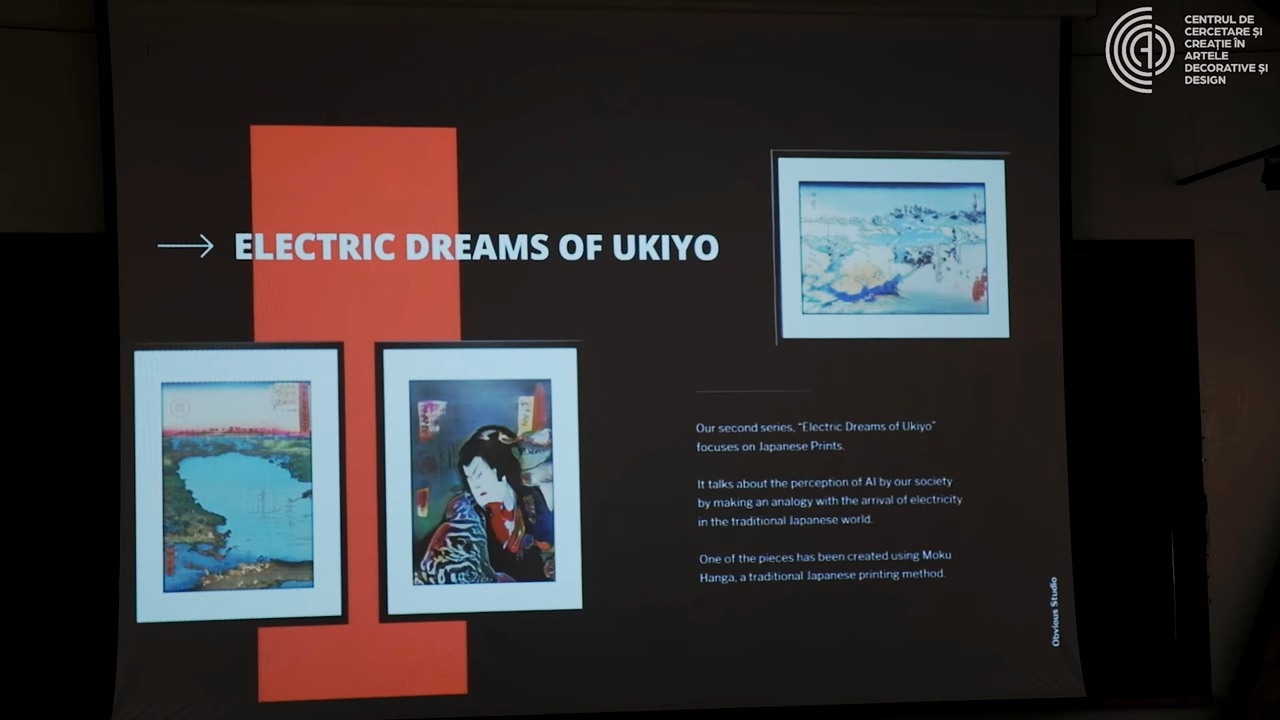 CENTRUL DE
CERCETARE ȘI
CREAȚIE ÎN
ARTELE
DECORATIVE ȘI
DESIGN
ELECTRIC DREAMS OF UKIYO
Our second series, “Electric Dreams of Ukiyo”
focuses on Japanese Prints.
It talks about the perception of AI by our society
by making an analogy with the arrival of electricity
in the traditional Japanese world.
One of the pieces has been created using Moku
Hanga, a traditional Japanese printing method.
Obvious Studio